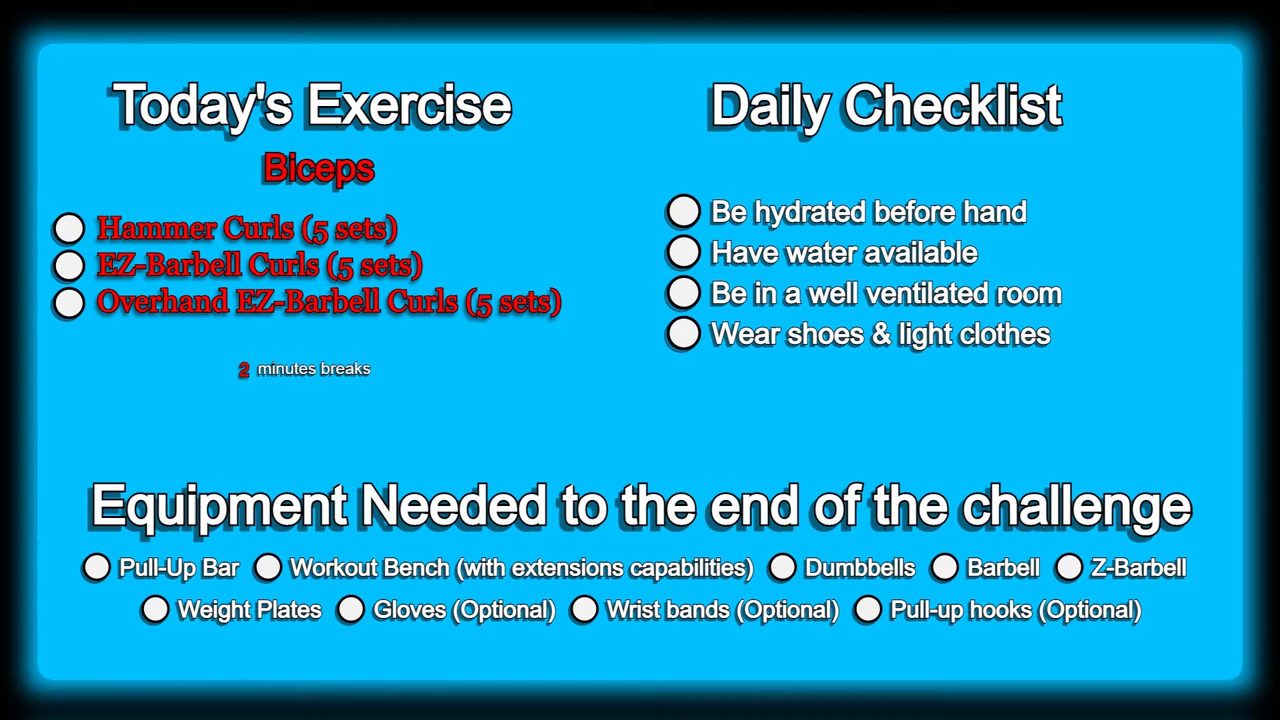 Today's Exercise
Biceps
Hammer Curls (5 sets)
EZ-Barbell Curls (5 sets)
Overhand EZ-Barbell Curls (5 sets)
2 minutes breaks
Daily Checklist
Be hydrated before hand
Have water available
Be in a well ventilated room
Wear shoes & light clothes
Equipment Needed to the end of the challenge
Pull-Up Bar Workout Bench (with extensions capabilities) Dumbbells Barbell Z-Barbell
Weight Plates Gloves (Optional) Wrist bands (Optional) Pull-up hooks (Optional)